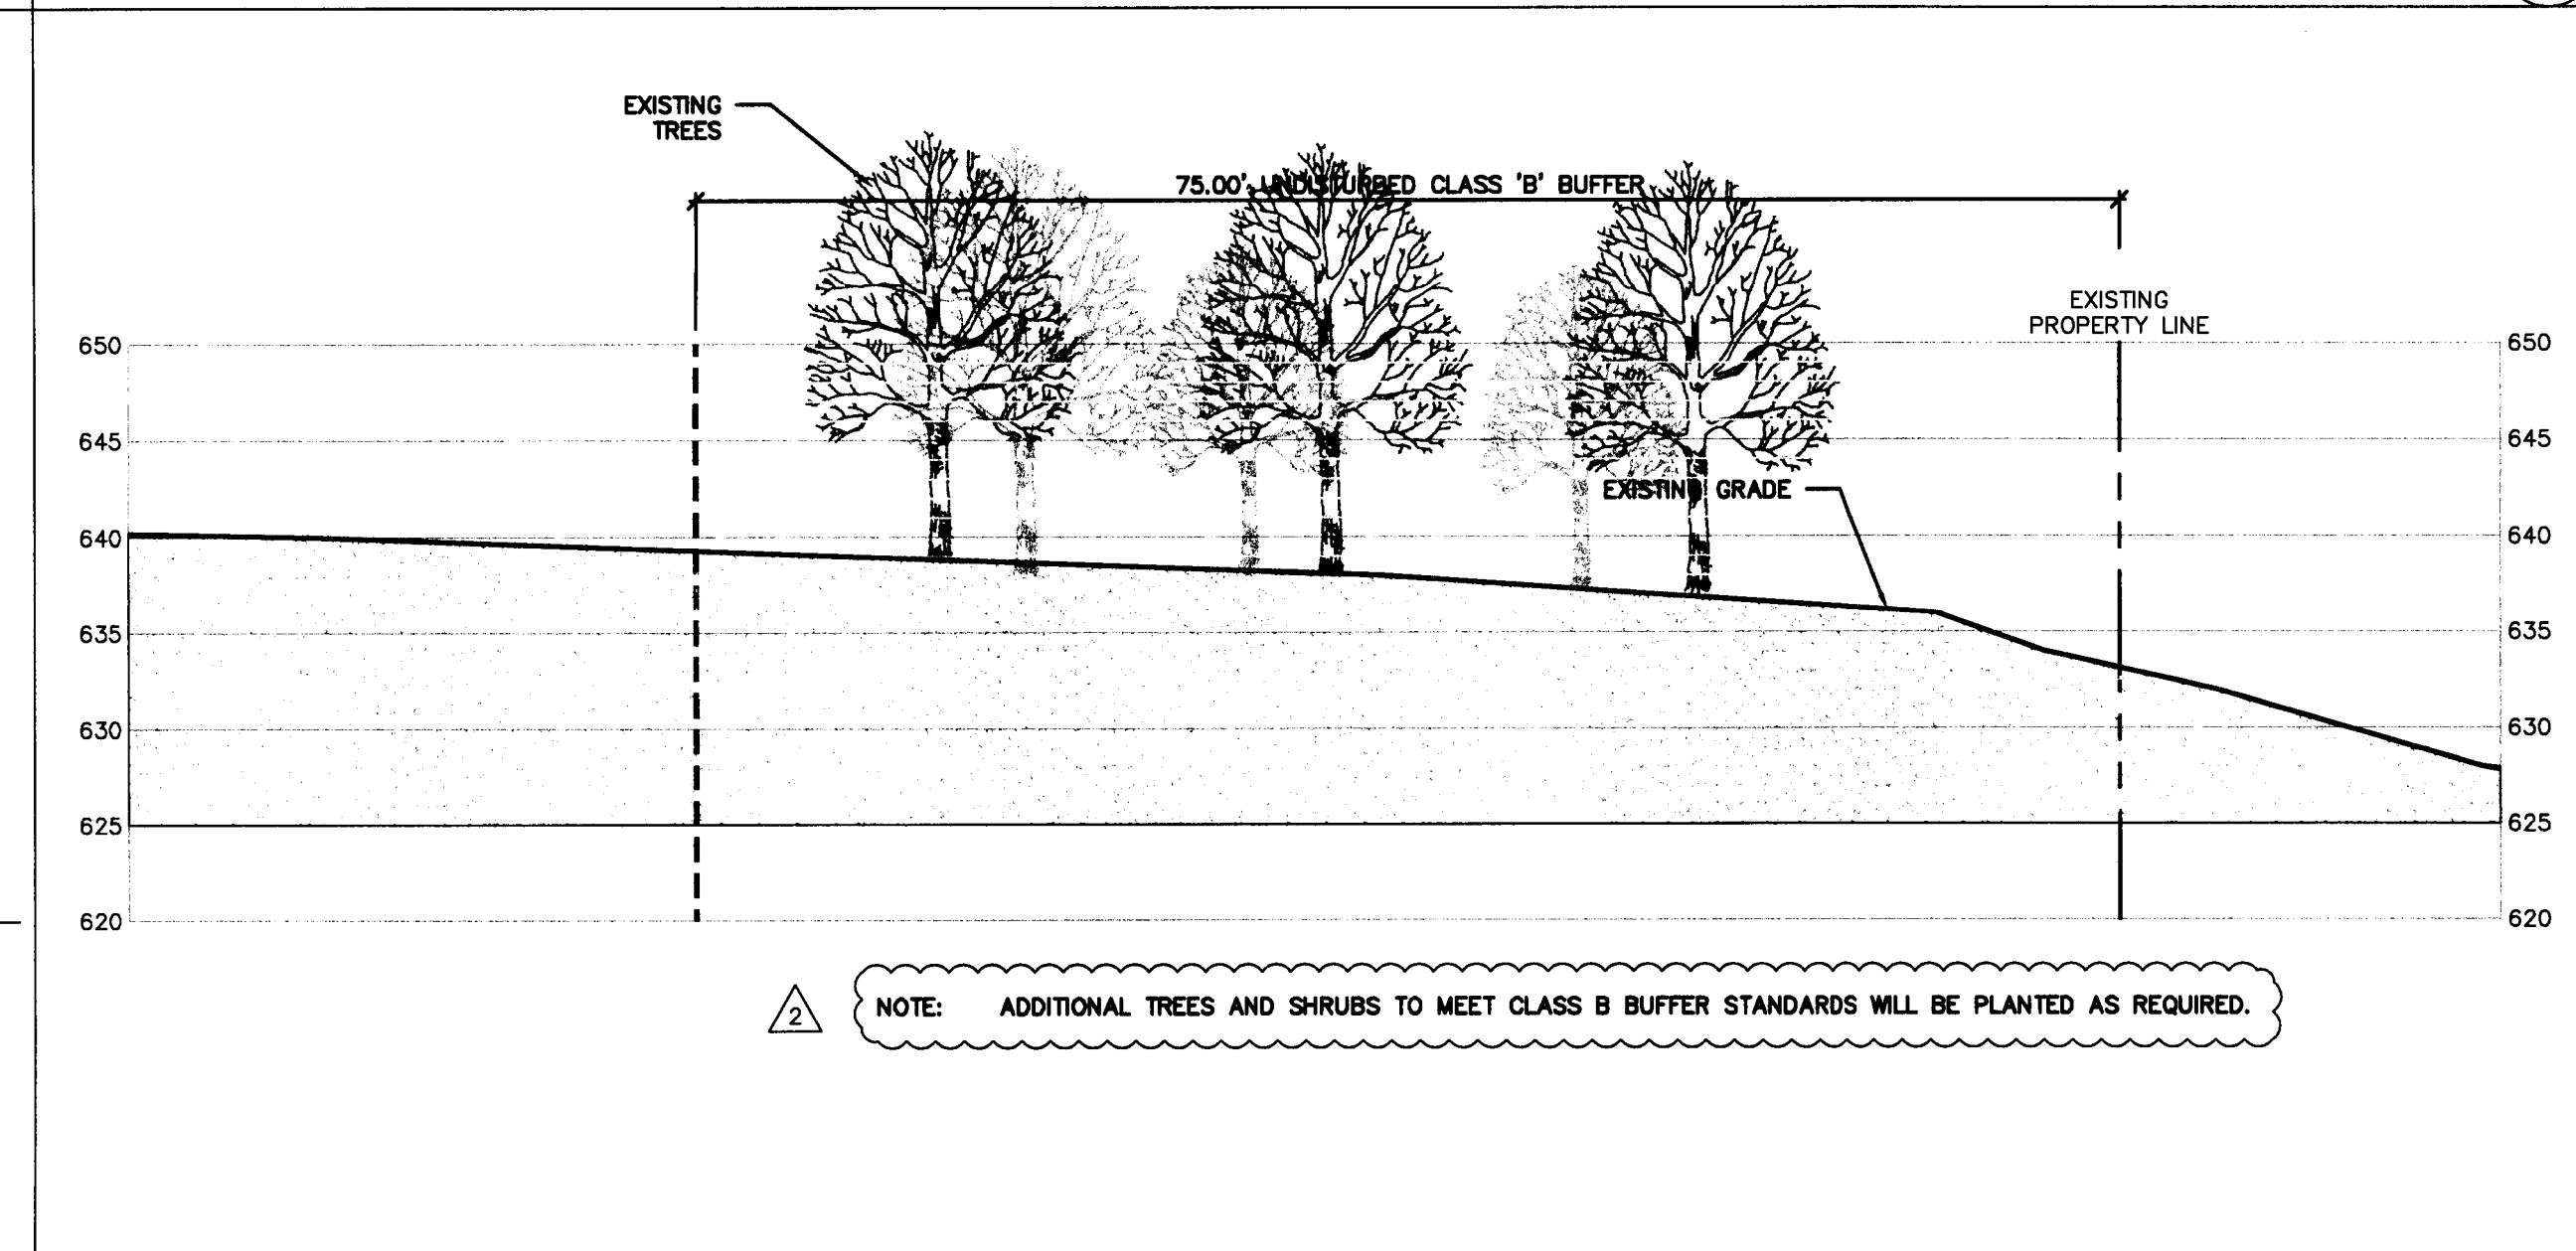 EXISTING
TREES
75.00' UNDISTURBED CLASS 'B' BUFFER
EXISTING
PROPERTY LINE
650
650
645
645
EXISTING GRADE
640
640
635
635
630
630
625
625
620
620
2
NOTE: ADDITIONAL TREES AND SHRUBS TO MEET CLASS B BUFFER STANDARDS WILL BE PLANTED AS REQUIRED.